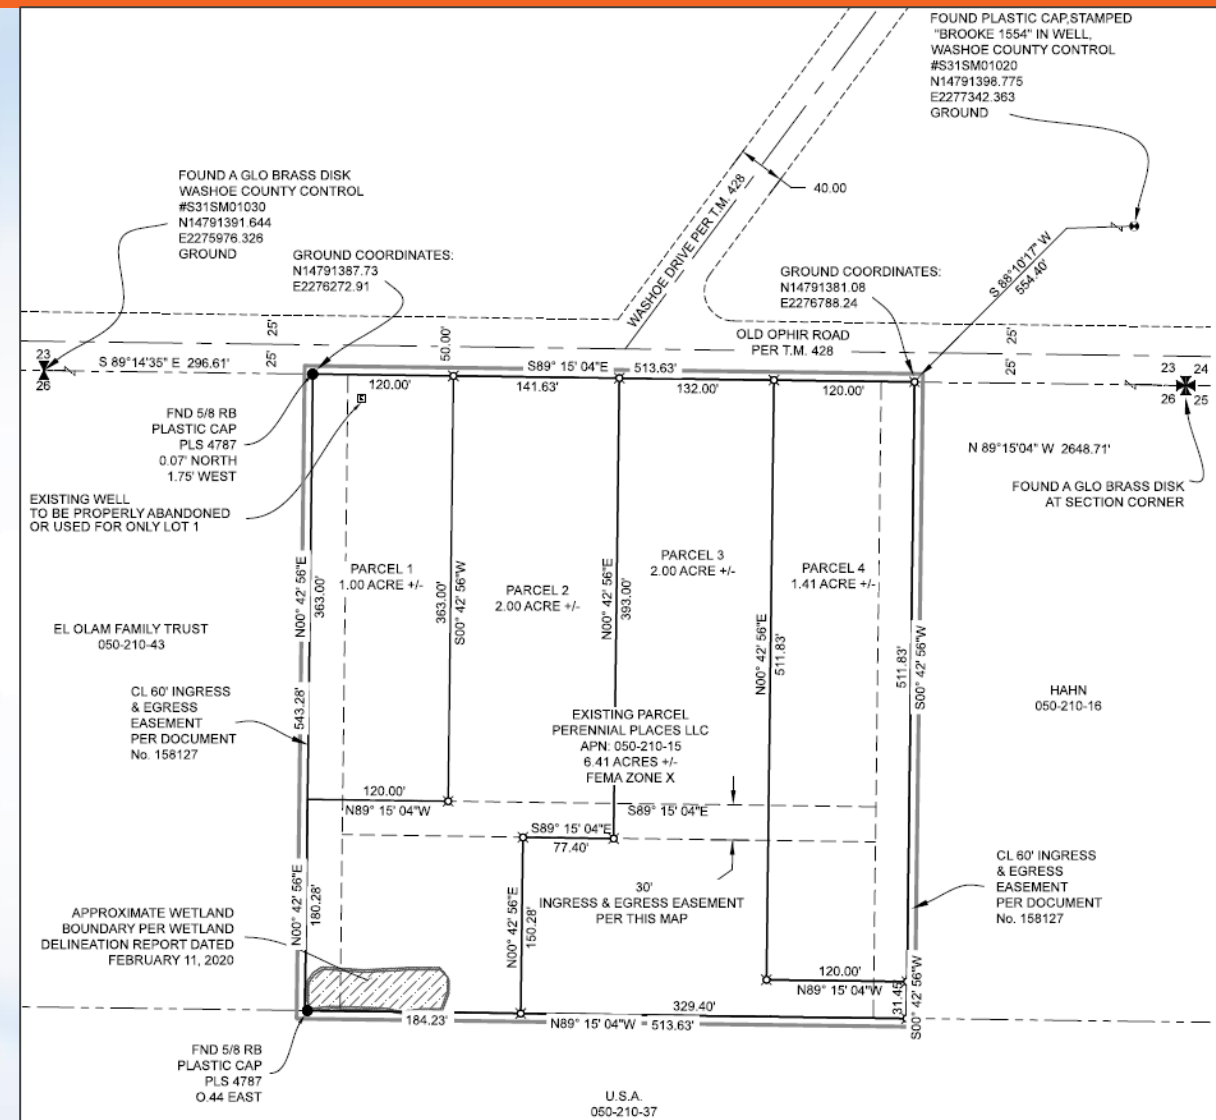 FOUND PLASTIC CAP,STAMPED
"BROOKE 1554" IN WELL,
WASHOE COUNTY CONTROL
#S31SM01020
N14791398.775
E2277342.363
GROUND
40.00
WASHOE DRIVE PER T.M. 428
S 88°10'17" W
554.40'
FOUND A GLO BRASS DISK
WASHOE COUNTY CONTROL
#S31SM01030
N14791391.644
E2275976.326
GROUND
GROUND COORDINATES:
N14791387.73
E2276272.91
GROUND COORDINATES:
N14791381.08
E2276788.24
OLD OPHIR ROAD
PER T.M. 428
25'
25'
50.00'
25'
25'
23
26
S 89°14'35" E 296.61'
S89° 15' 04"E 513.63'
120.00'
141.63'
132.00'
120.00'
23 24
26 25
N 89°15'04" W 2648.71'
FOUND A GLO BRASS DISK
AT SECTION CORNER
FND 5/8 RB
PLASTIC CAP
PLS 4787
0.07' NORTH
1.75' WEST
EXISTING WELL
TO BE PROPERLY ABANDONED
OR USED FOR ONLY LOT 1
N00° 42' 56"E
363.00'
PARCEL 1
1.00 ACRE +/-
363.00'
S00° 42' 56"W
PARCEL 2
2.00 ACRE +/-
N00° 42' 56"E
393.00'
PARCEL 3
2.00 ACRE +/-
N00° 42' 56"E
511.83'
PARCEL 4
1.41 ACRE +/-
511.83'
S00° 42' 56"W
EL OLAM FAMILY TRUST
050-210-43
HAHN
050-210-16
CL 60' INGRESS
& EGRESS
EASEMENT
PER DOCUMENT
No. 158127
543.28'
EXISTING PARCEL
PERENNIAL PLACES LLC
APN: 050-210-15
6.41 ACRES +/-
FEMA ZONE X
120.00'
N89° 15' 04"W
S89° 15' 04"E
S89° 15' 04"E
77.40'
30'
INGRESS & EGRESS EASEMENT
PER THIS MAP
CL 60' INGRESS
& EGRESS
EASEMENT
PER DOCUMENT
No. 158127
N00° 42' 56"E
180.28'
N00° 42' 56"E
150.28'
APPROXIMATE WETLAND
BOUNDARY PER WETLAND
DELINEATION REPORT DATED
FEBRUARY 11, 2020
120.00'
N89° 15' 04"W
31.45'
S00° 42' 56"W
184.23'
329.40'
N89° 15' 04"W 513.63'
FND 5/8 RB
PLASTIC CAP
PLS 4787
O.44 EAST
U.S.A.
050-210-37